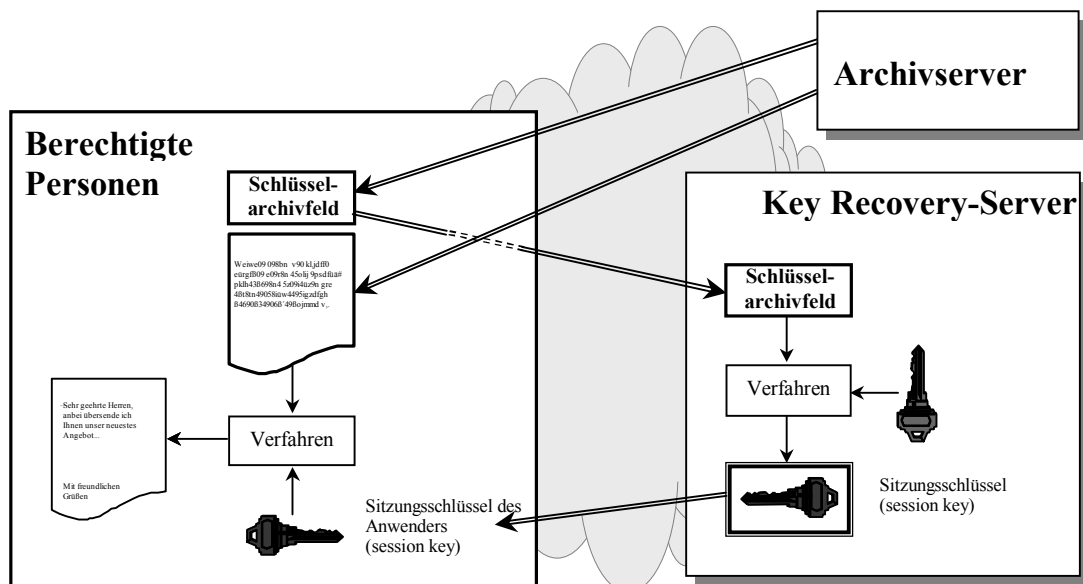 Archivserver
Berechtigte
Personen
Schlüssel-
archivfeld
Key Recovery-Server
Schlüssel-
archivfeld
Verfahren
Sehr geehrte Herren,
anbei übersende ich
Ihnen unser neuestes
Angebot...
Mit freundlichen
Grüßen
Verfahren
Sitzungsschlüssel des
Anwenders
(session key)
Sitzungsschlüssel
(session key)